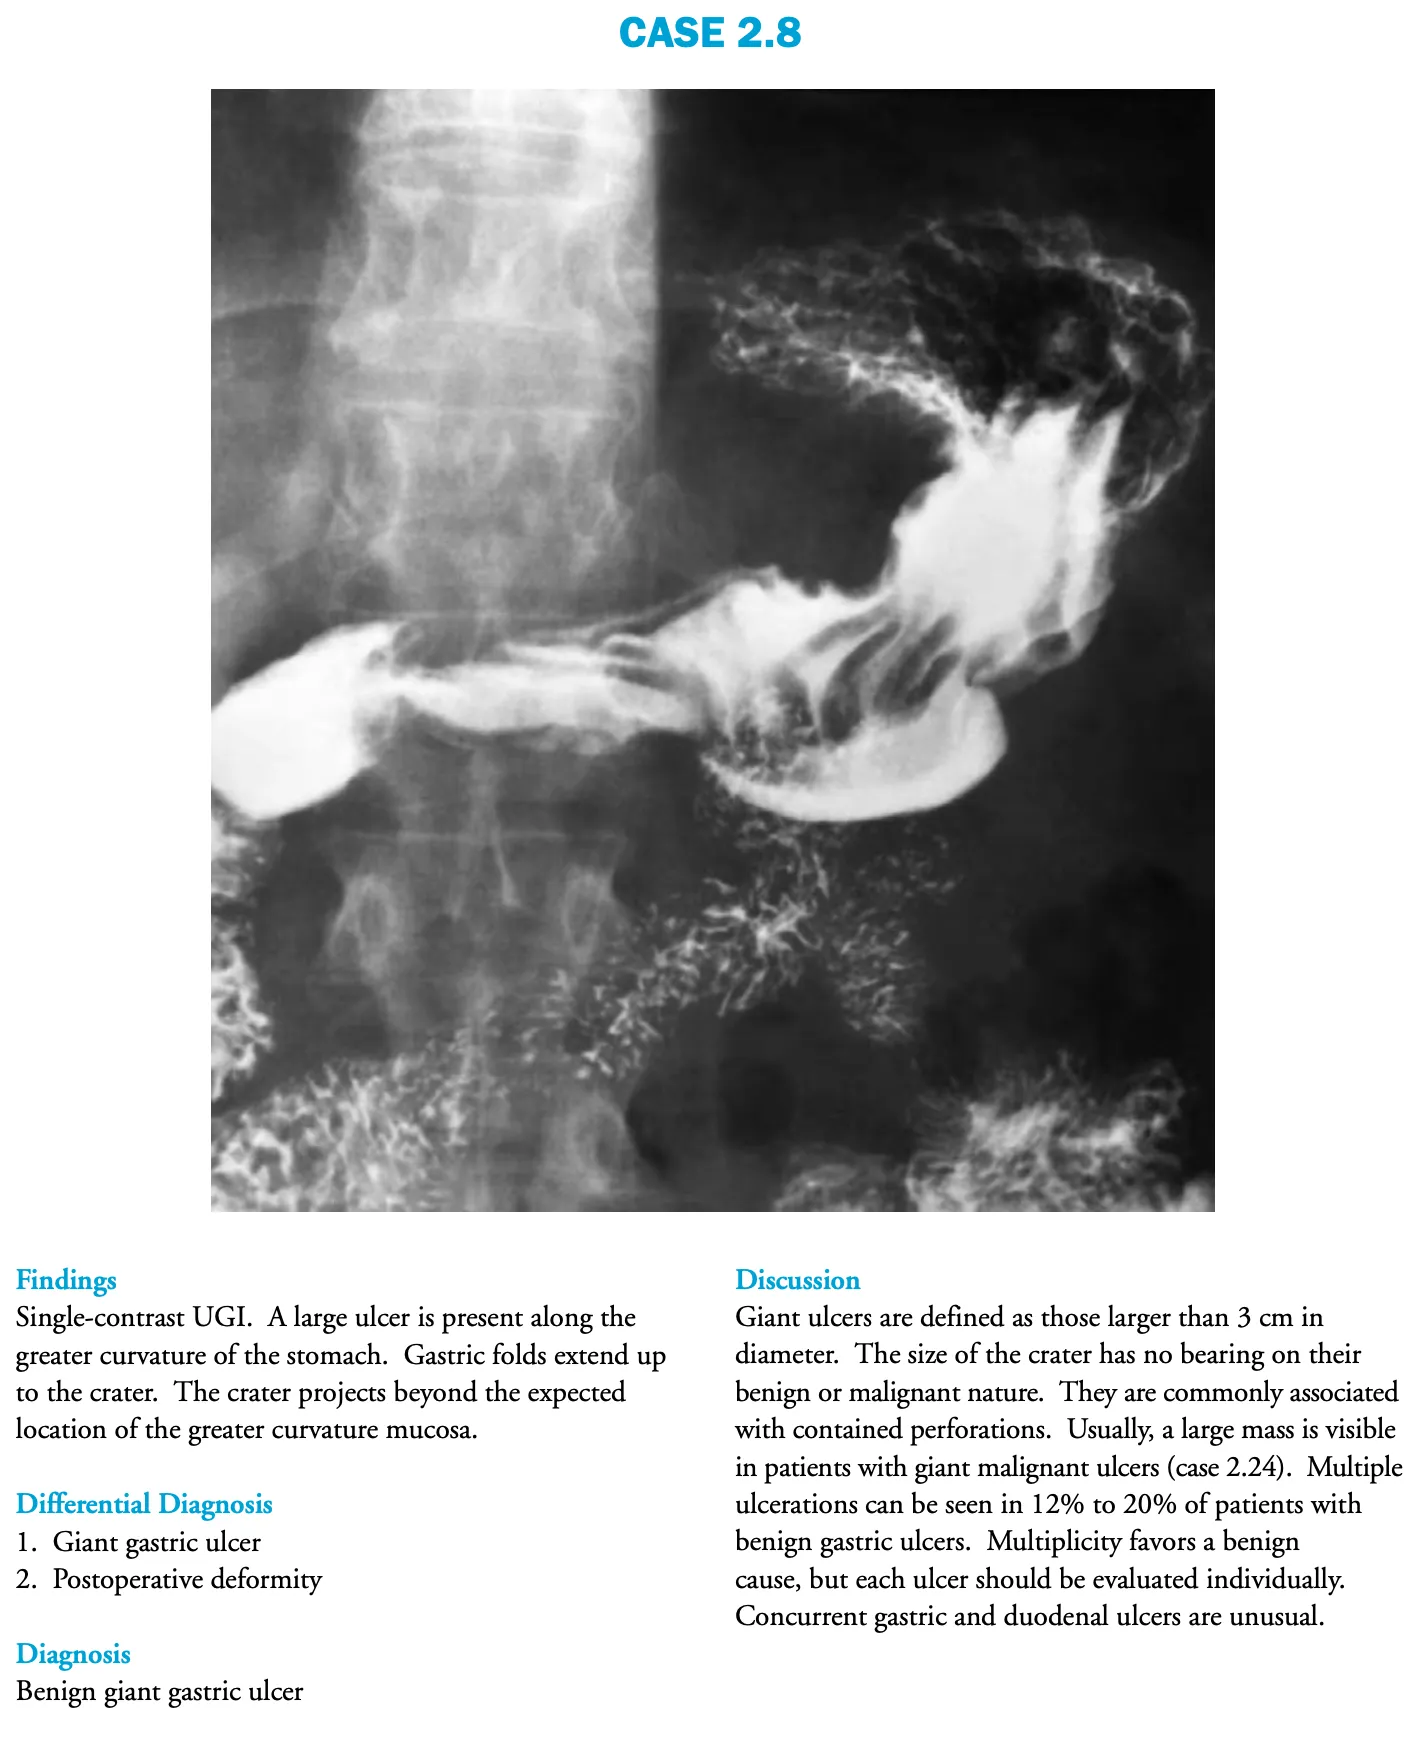 CASE 2.8
Findings
Single-contrast UGI. A large ulcer is present along the
greater curvature of the stomach. Gastric folds extend up
to the crater. The crater projects beyond the expected
location of the greater curvature mucosa.
Differential Diagnosis
1. Giant gastric ulcer
2. Postoperative deformity
Diagnosis
Benign giant gastric ulcer
Discussion
Giant ulcers are defined as those larger than 3 cm in
diameter. The size of the crater has no bearing on their
benign or malignant nature. They are commonly associated
with contained perforations. Usually, a large mass is visible
in patients with giant malignant ulcers (case 2.24). Multiple
ulcerations can be seen in 12% to 20% of patients with
benign gastric ulcers. Multiplicity favors a benign
cause, but each ulcer should be evaluated individually.
Concurrent gastric and duodenal ulcers are unusual.